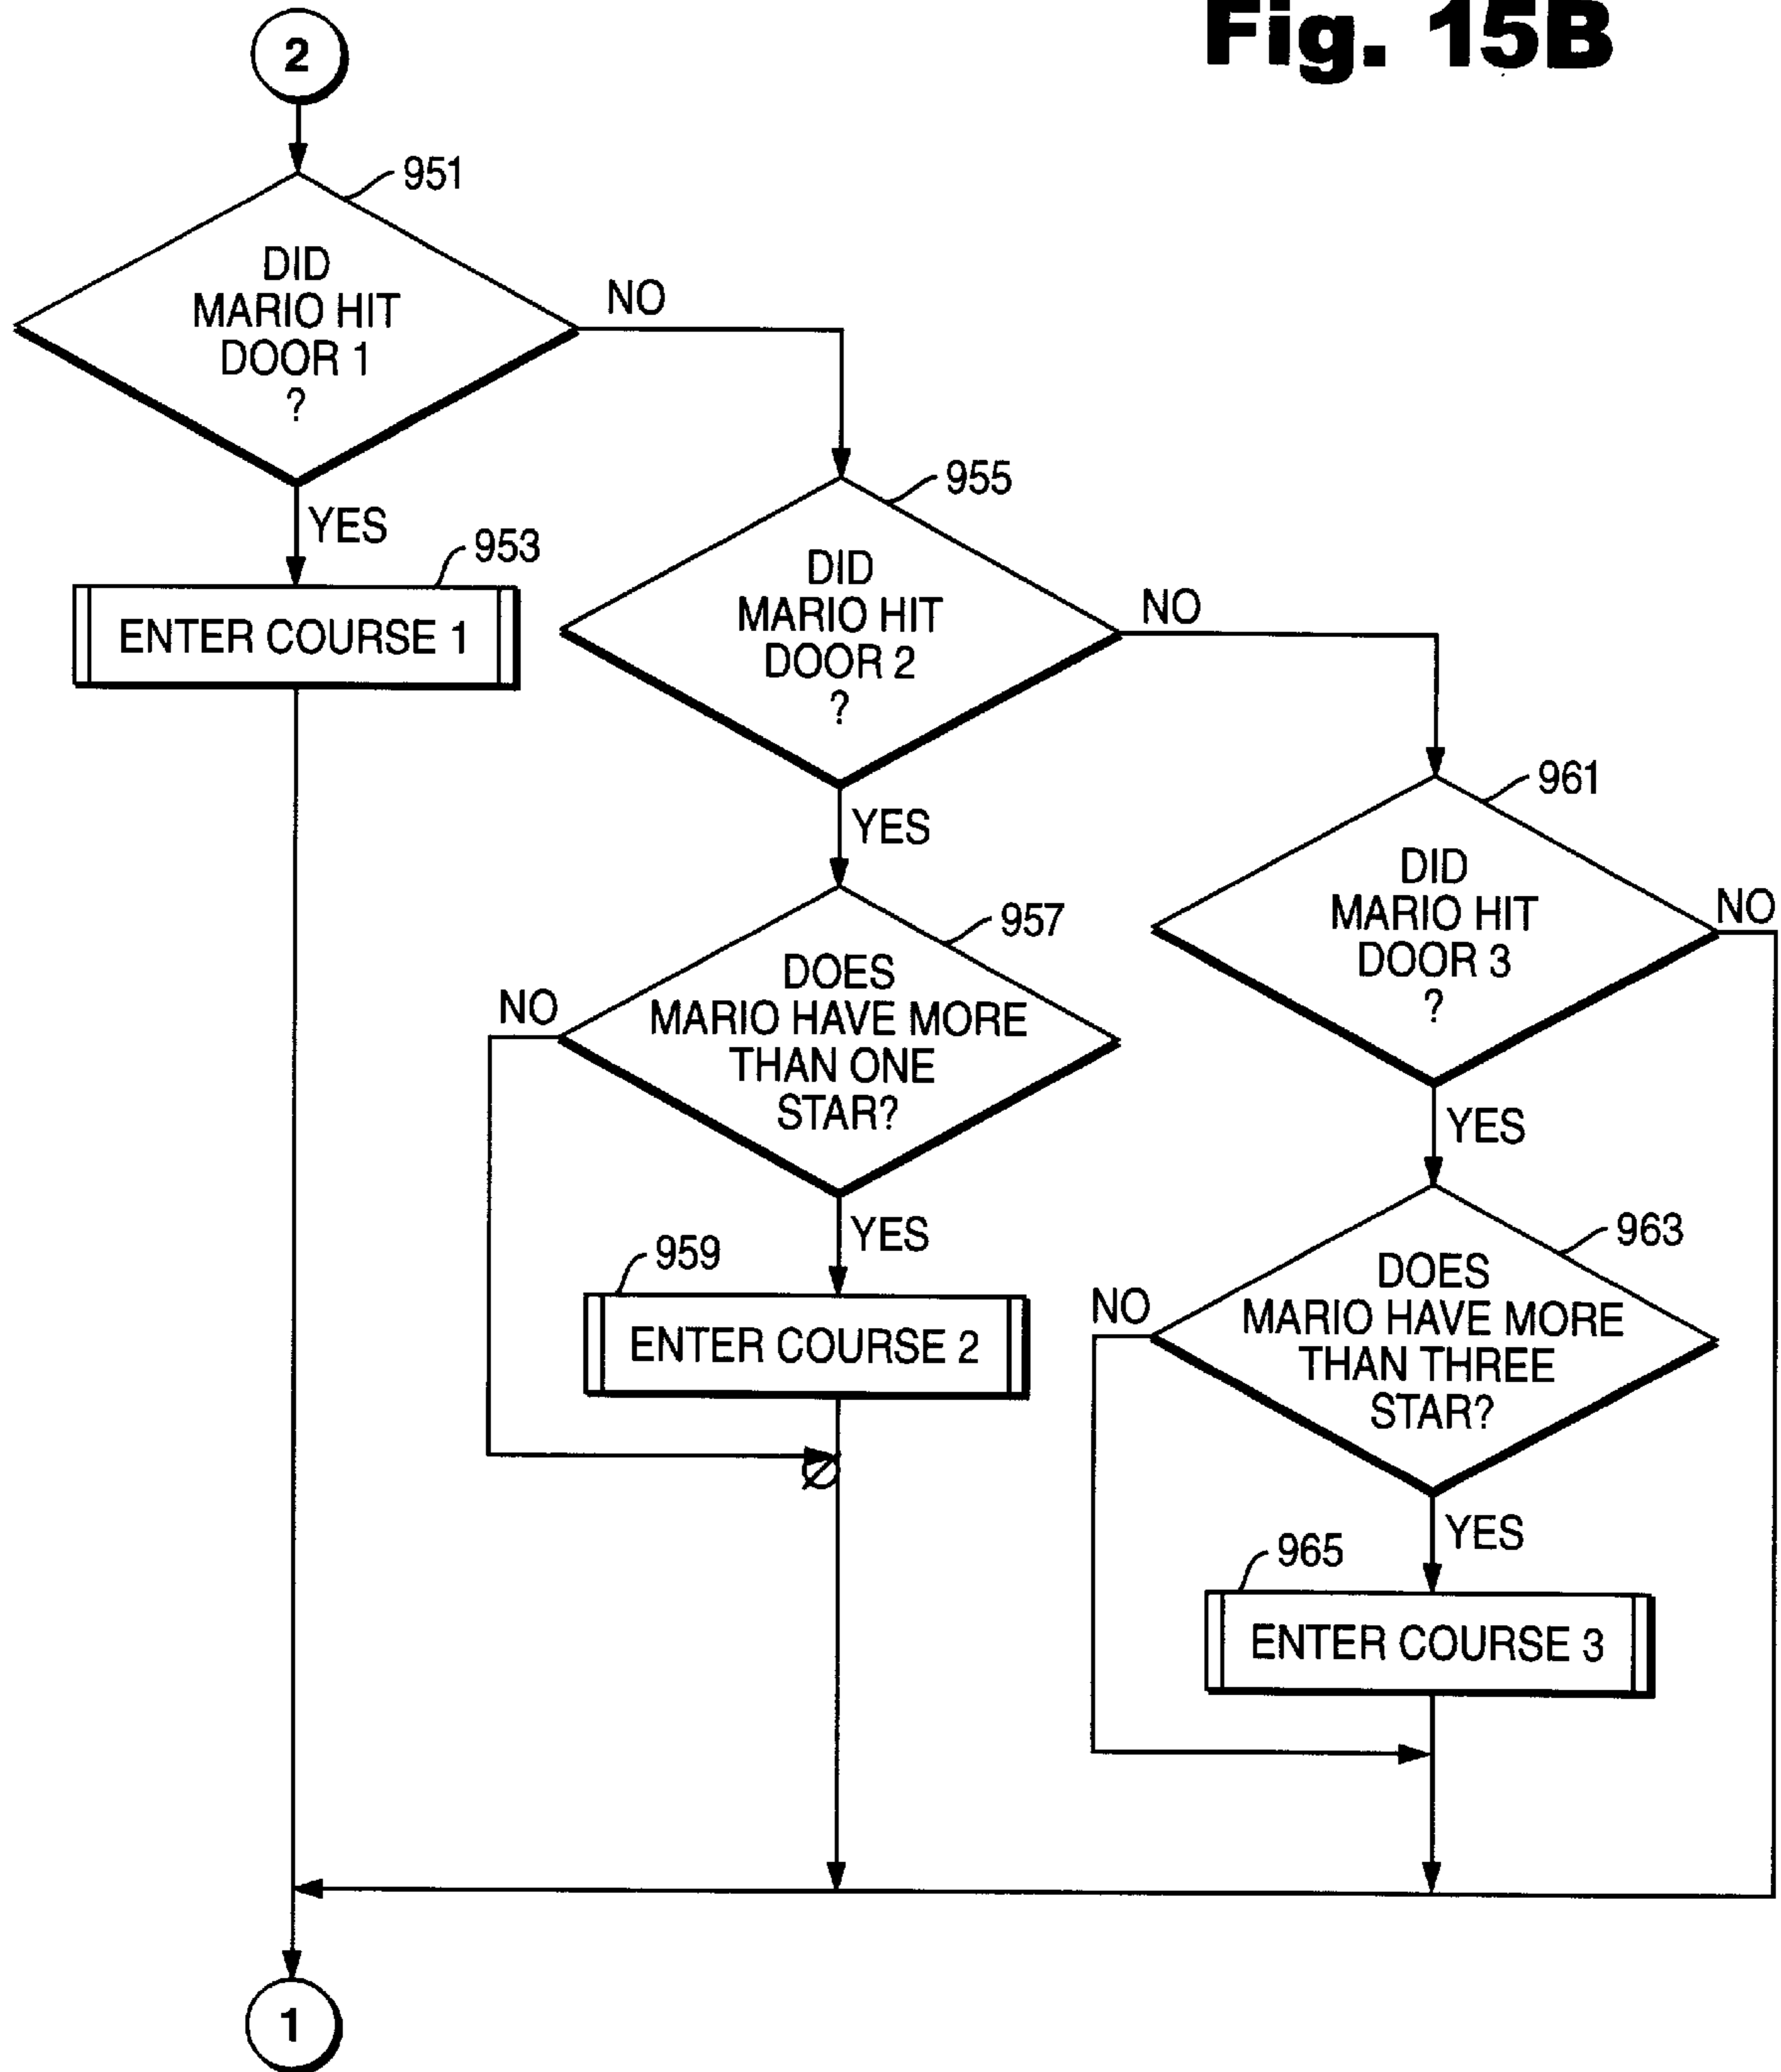 Fig. 15B
2
951
DID
MARIO HIT
DOOR 1
?
NO
YES
953
ENTER COURSE 1
955
DID
MARIO HIT
DOOR 2
?
NO
YES
957
DOES
MARIO HAVE MORE
THAN ONE
STAR?
NO
YES
959
ENTER COURSE 2
961
DID
MARIO HIT
DOOR 3
?
NO
YES
963
DOES
MARIO HAVE MORE
THAN THREE
STAR?
NO
YES
965
ENTER COURSE 3
1